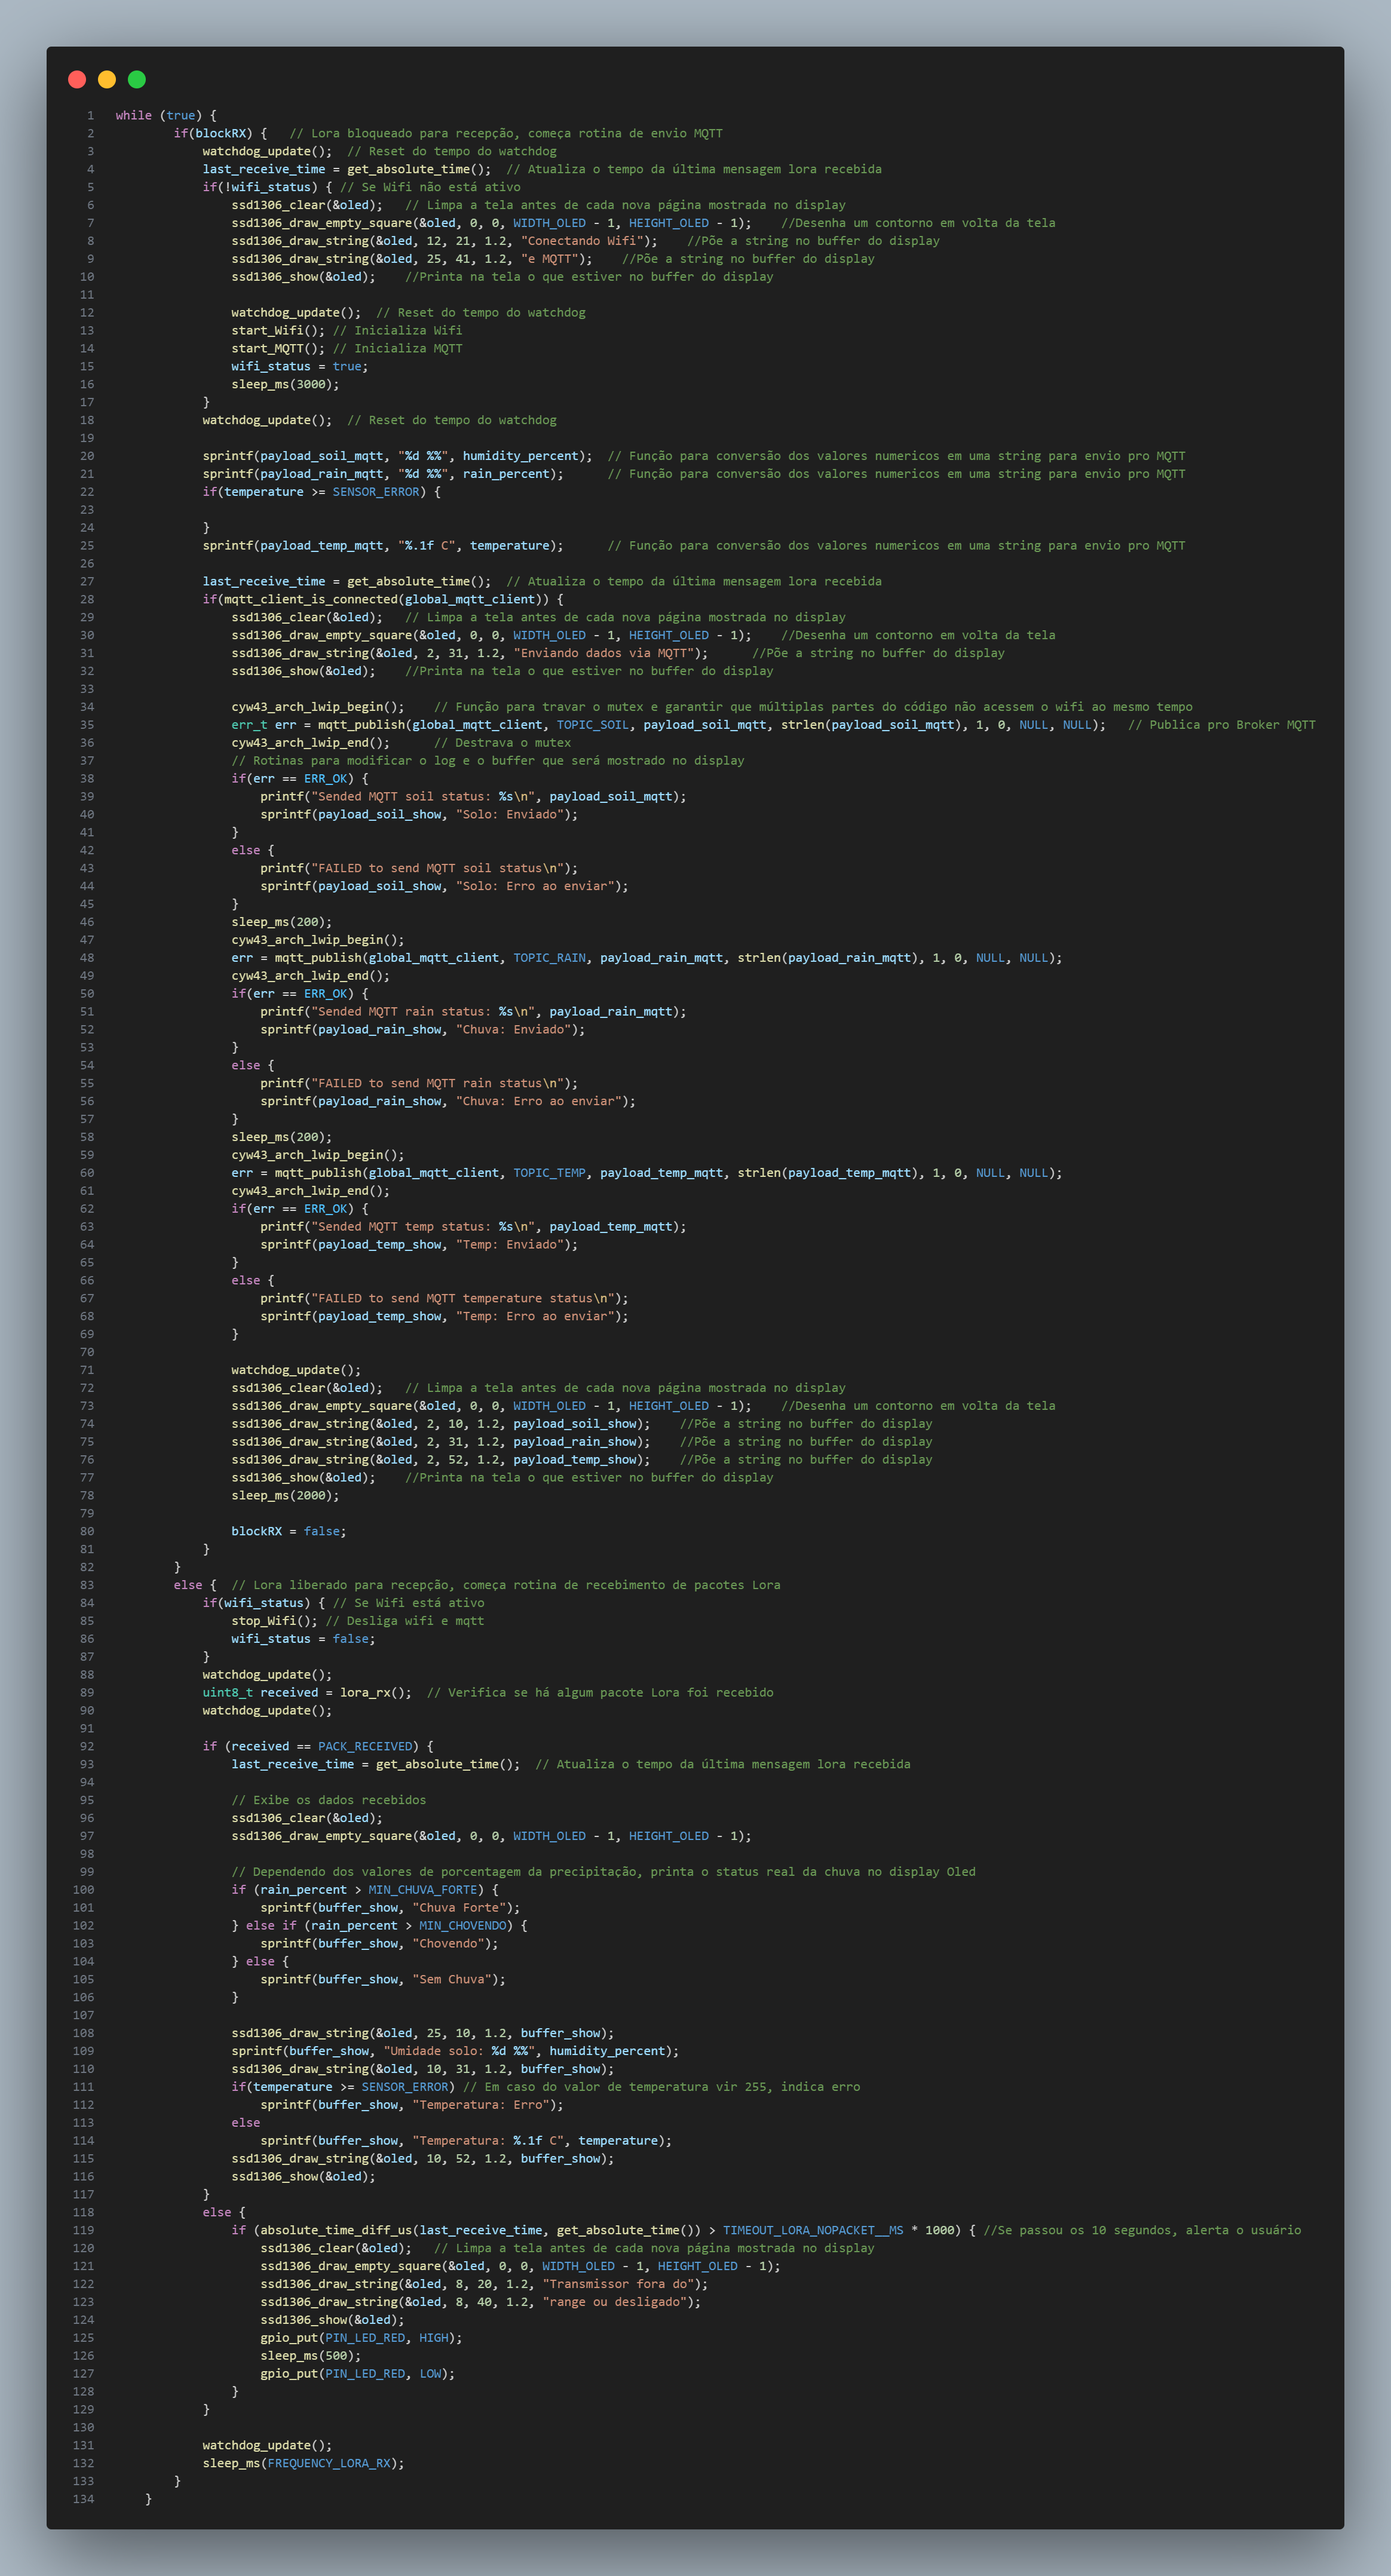 1 while (true) {
2 if(blockRX) { // Lora bloqueado para recepção, começa rotina de envio MQTT
3 watchdog_update(); // Reset do tempo do watchdog
4 last_receive_time = get_absolute_time(); // Atualiza o tempo da última mensagem lora recebida
5 if(!wifi_status) { // Se Wifi não está ativo
6 ssd1306_clear(&oled); // Limpa a tela antes de cada nova página mostrada no display
7 ssd1306_draw_empty_square(&oled, 0, 0, WIDTH_OLED - 1, HEIGHT_OLED - 1); //Desenha um contorno em volta da tela
8 ssd1306_draw_string(&oled, 12, 21, 1.2, "Conectando Wifi"); //Põe a string no buffer do display
9 ssd1306_draw_string(&oled, 25, 41, 1.2, "e MQTT"); //Põe a string no buffer do display
10 ssd1306_show(&oled); //Printa na tela o que estiver no buffer do display
11
12 watchdog_update(); // Reset do tempo do watchdog
13 start_Wifi(); // Inicializa Wifi
14 start_MQTT(); // Inicializa MQTT
15 wifi_status = true;
16 sleep_ms(3000);
17 }
18 watchdog_update(); // Reset do tempo do watchdog
19
20 sprintf(payload_soil_mqtt, "%d %%", humidity_percent); // Função para conversão dos valores numericos em uma string para envio pro MQTT
21 sprintf(payload_rain_mqtt, "%d %%", rain_percent); // Função para conversão dos valores numericos em uma string para envio pro MQTT
22 if(temperature >= SENSOR_ERROR) {
23
24 }
25 sprintf(payload_temp_mqtt, "%.1f C", temperature); // Função para conversão dos valores numericos em uma string para envio pro MQTT
26
27 last_receive_time = get_absolute_time(); // Atualiza o tempo da última mensagem lora recebida
28 if(mqtt_client_is_connected(global_mqtt_client)) {
29 ssd1306_clear(&oled); // Limpa a tela antes de cada nova página mostrada no display
30 ssd1306_draw_empty_square(&oled, 0, 0, WIDTH_OLED - 1, HEIGHT_OLED - 1); //Desenha um contorno em volta da tela
31 ssd1306_draw_string(&oled, 2, 31, 1.2, "Enviando dados via MQTT"); //Põe a string no buffer do display
32 ssd1306_show(&oled); //Printa na tela o que estiver no buffer do display
33
34 cyw43_arch_lwip_begin(); // Função para travar o mutex e garantir que múltiplas partes do código não acessem o wifi ao mesmo tempo
35 err_t err = mqtt_publish(global_mqtt_client, TOPIC_SOIL, payload_soil_mqtt, strlen(payload_soil_mqtt), 1, 0, NULL, NULL); // Publica pro Broker MQTT
36 cyw43_arch_lwip_end(); // Destrava o mutex
37 // Rotinas para modificar o log e o buffer que será mostrado no display
38 if(err == ERR_OK) {
39 printf("Sended MQTT soil status: %s\n", payload_soil_mqtt);
40 sprintf(payload_soil_show, "Solo: Enviado");
41 }
42 else {
43 printf("FAILED to send MQTT soil status\n");
44 sprintf(payload_soil_show, "Solo: Erro ao enviar");
45 }
46 sleep_ms(200);
47 cyw43_arch_lwip_begin();
48 err = mqtt_publish(global_mqtt_client, TOPIC_RAIN, payload_rain_mqtt, strlen(payload_rain_mqtt), 1, 0, NULL, NULL);
49 cyw43_arch_lwip_end();
50 if(err == ERR_OK) {
51 printf("Sended MQTT rain status: %s\n", payload_rain_mqtt);
52 sprintf(payload_rain_show, "Chuva: Enviado");
53 }
54 else {
55 printf("FAILED to send MQTT rain status\n");
56 sprintf(payload_rain_show, "Chuva: Erro ao enviar");
57 }
58 sleep_ms(200);
59 cyw43_arch_lwip_begin();
60 err = mqtt_publish(global_mqtt_client, TOPIC_TEMP, payload_temp_mqtt, strlen(payload_temp_mqtt), 1, 0, NULL, NULL);
61 cyw43_arch_lwip_end();
62 if(err == ERR_OK) {
63 printf("Sended MQTT temp status: %s\n", payload_temp_mqtt);
64 sprintf(payload_temp_show, "Temp: Enviado");
65 }
66 else {
67 printf("FAILED to send MQTT temperature status\n");
68 sprintf(payload_temp_show, "Temp: Erro ao enviar");
69 }
70
71 watchdog_update();
72 ssd1306_clear(&oled); // Limpa a tela antes de cada nova página mostrada no display
73 ssd1306_draw_empty_square(&oled, 0, 0, WIDTH_OLED - 1, HEIGHT_OLED - 1); //Desenha um contorno em volta da tela
74 ssd1306_draw_string(&oled, 2, 10, 1.2, payload_soil_show); //Põe a string no buffer do display
75 ssd1306_draw_string(&oled, 2, 31, 1.2, payload_rain_show); //Põe a string no buffer do display
76 ssd1306_draw_string(&oled, 2, 52, 1.2, payload_temp_show); //Põe a string no buffer do display
77 ssd1306_show(&oled); //Printa na tela o que estiver no buffer do display
78 sleep_ms(2000);
79
80 blockRX = false;
81 }
82 }
83 else { // Lora liberado para recepção, começa rotina de recebimento de pacotes Lora
84 if(wifi_status) { // Se Wifi está ativo
85 stop_Wifi(); // Desliga wifi e mqtt
86 wifi_status = false;
87 }
88 watchdog_update();
89 uint8_t received = lora_rx(); // Verifica se há algum pacote Lora foi recebido
90 watchdog_update();
91
92 if (received == PACK_RECEIVED) {
93 last_receive_time = get_absolute_time(); // Atualiza o tempo da última mensagem lora recebida
94
95 // Exibe os dados recebidos
96 ssd1306_clear(&oled);
97 ssd1306_draw_empty_square(&oled, 0, 0, WIDTH_OLED - 1, HEIGHT_OLED - 1);
98
99 // Dependendo dos valores de porcentagem da precipitação, printa o status real da chuva no display Oled
100 if (rain_percent > MIN_CHUVA_FORTE) {
101 sprintf(buffer_show, "Chuva Forte");
102 } else if (rain_percent > MIN_CHOVENDO) {
103 sprintf(buffer_show, "Chovendo");
104 } else {
105 sprintf(buffer_show, "Sem Chuva");
106 }
107
108 ssd1306_draw_string(&oled, 25, 10, 1.2, buffer_show);
109 sprintf(buffer_show, "Umidade solo: %d %%", humidity_percent);
110 ssd1306_draw_string(&oled, 10, 31, 1.2, buffer_show);
111 if(temperature >= SENSOR_ERROR) // Em caso do valor de temperatura vir 255, indica erro
112 sprintf(buffer_show, "Temperatura: Erro");
113 else
114 sprintf(buffer_show, "Temperatura: %.1f C", temperature);
115 ssd1306_draw_string(&oled, 10, 52, 1.2, buffer_show);
116 ssd1306_show(&oled);
117 }
118 else {
119 if (absolute_time_diff_us(last_receive_time, get_absolute_time()) > TIMEOUT_LORA_NOPACKET__MS * 1000) { //Se passou os 10 segundos, alerta o usuário
120 ssd1306_clear(&oled); // Limpa a tela antes de cada nova página mostrada no display
121 ssd1306_draw_empty_square(&oled, 0, 0, WIDTH_OLED - 1, HEIGHT_OLED - 1);
122 ssd1306_draw_string(&oled, 8, 20, 1.2, "Transmissor fora do");
123 ssd1306_draw_string(&oled, 8, 40, 1.2, "range ou desligado");
124 ssd1306_show(&oled);
125 gpio_put(PIN_LED_RED, HIGH);
126 sleep_ms(500);
127 gpio_put(PIN_LED_RED, LOW);
128 }
129 }
130
131 watchdog_update();
132 sleep_ms(FREQUENCY_LORA_RX);
133 }
134 }